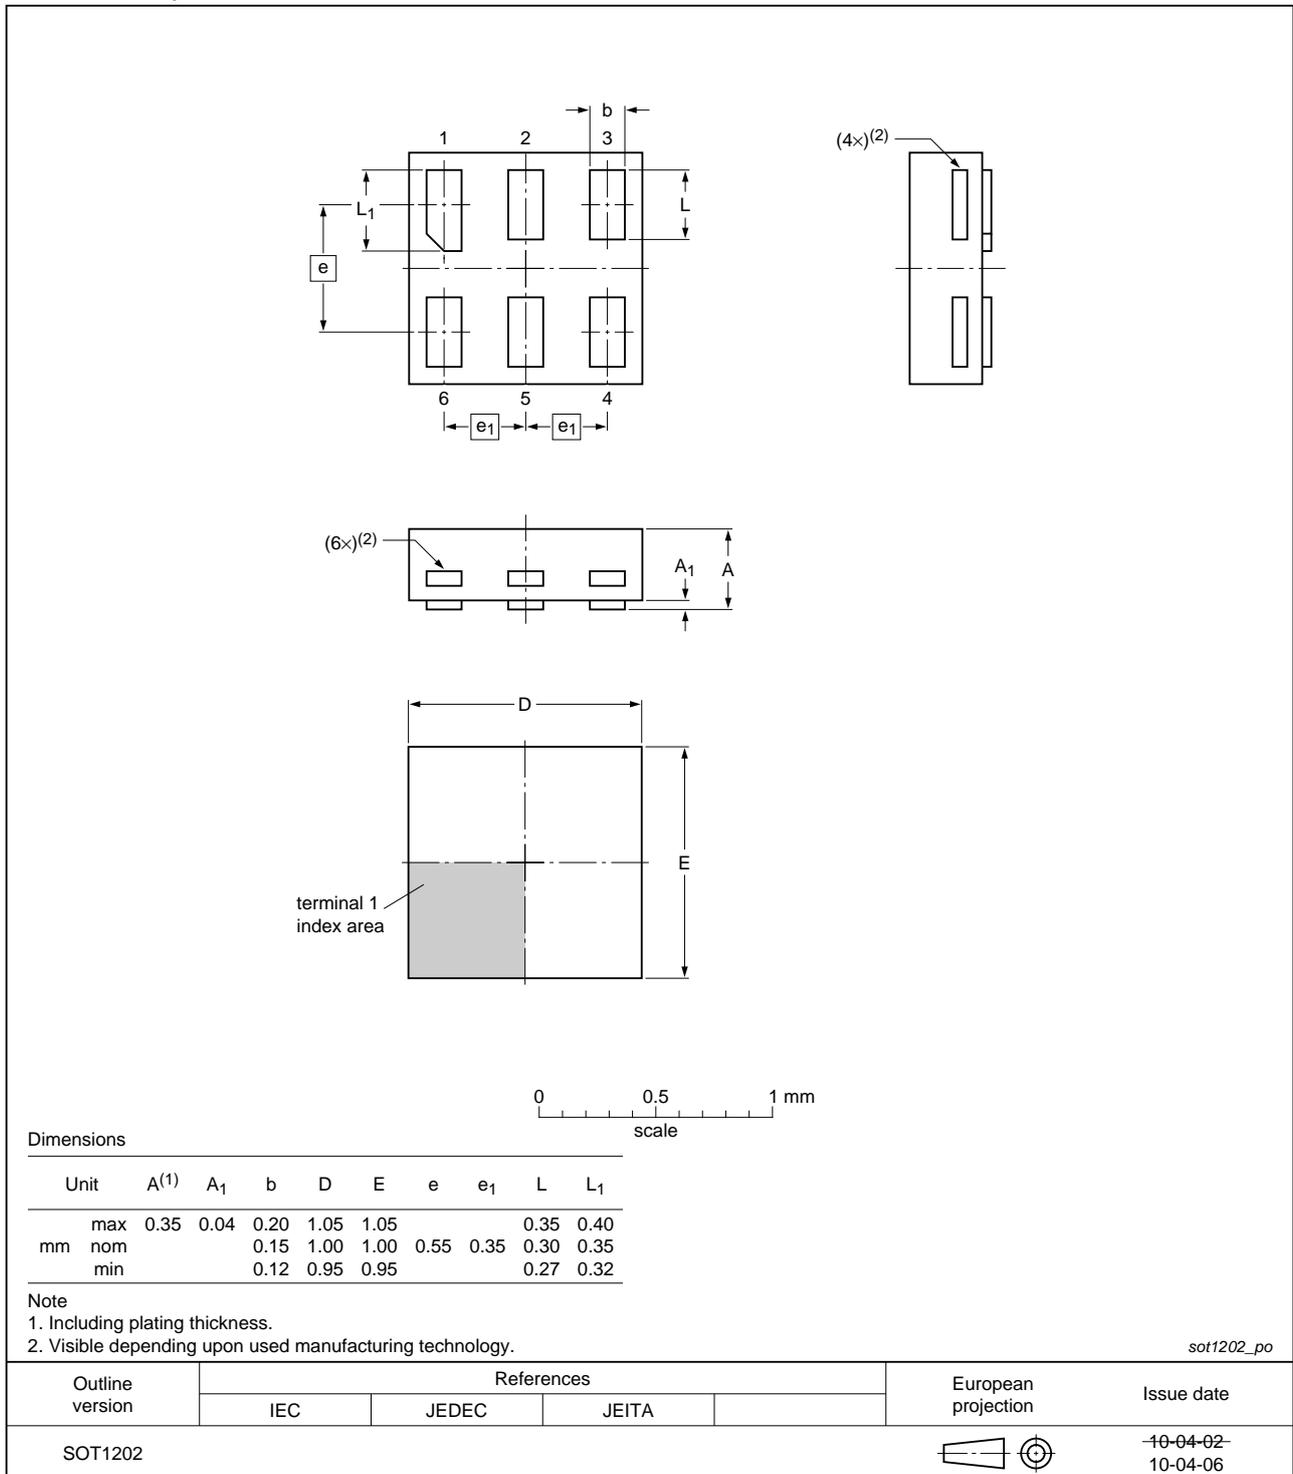 b
1 2 3
(4×)(2)
L1
L
e
6 5 4
e1 e1
(6×)(2)
A1 A
D
E
terminal 1
index area
0 0.5 1 mm
scale
Dimensions
Unit A(1) A1 b D E e e1 L L1
max 0.35 0.04 0.20 1.05 1.05 0.35 0.40
mm nom 0.15 1.00 1.00 0.55 0.35 0.30 0.35
min 0.12 0.95 0.95 0.27 0.32
Note
1. Including plating thickness.
2. Visible depending upon used manufacturing technology.
sot1202_po
Outline
version
References
IEC JEDEC JEITA
European
projection
Issue date
SOT1202
10-04-02
10-04-06